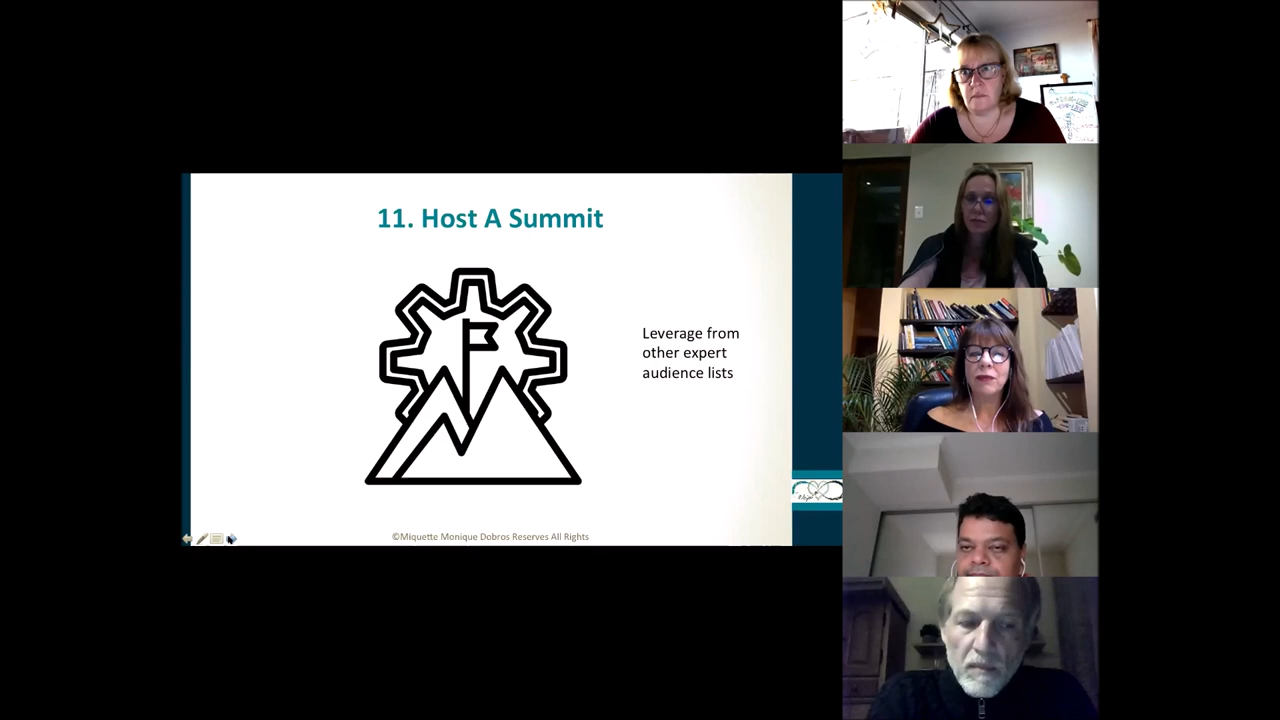 11. Host A Summit
Leverage from
other expert
audience lists
©Miquette Monique Dobros Reserves All Rights